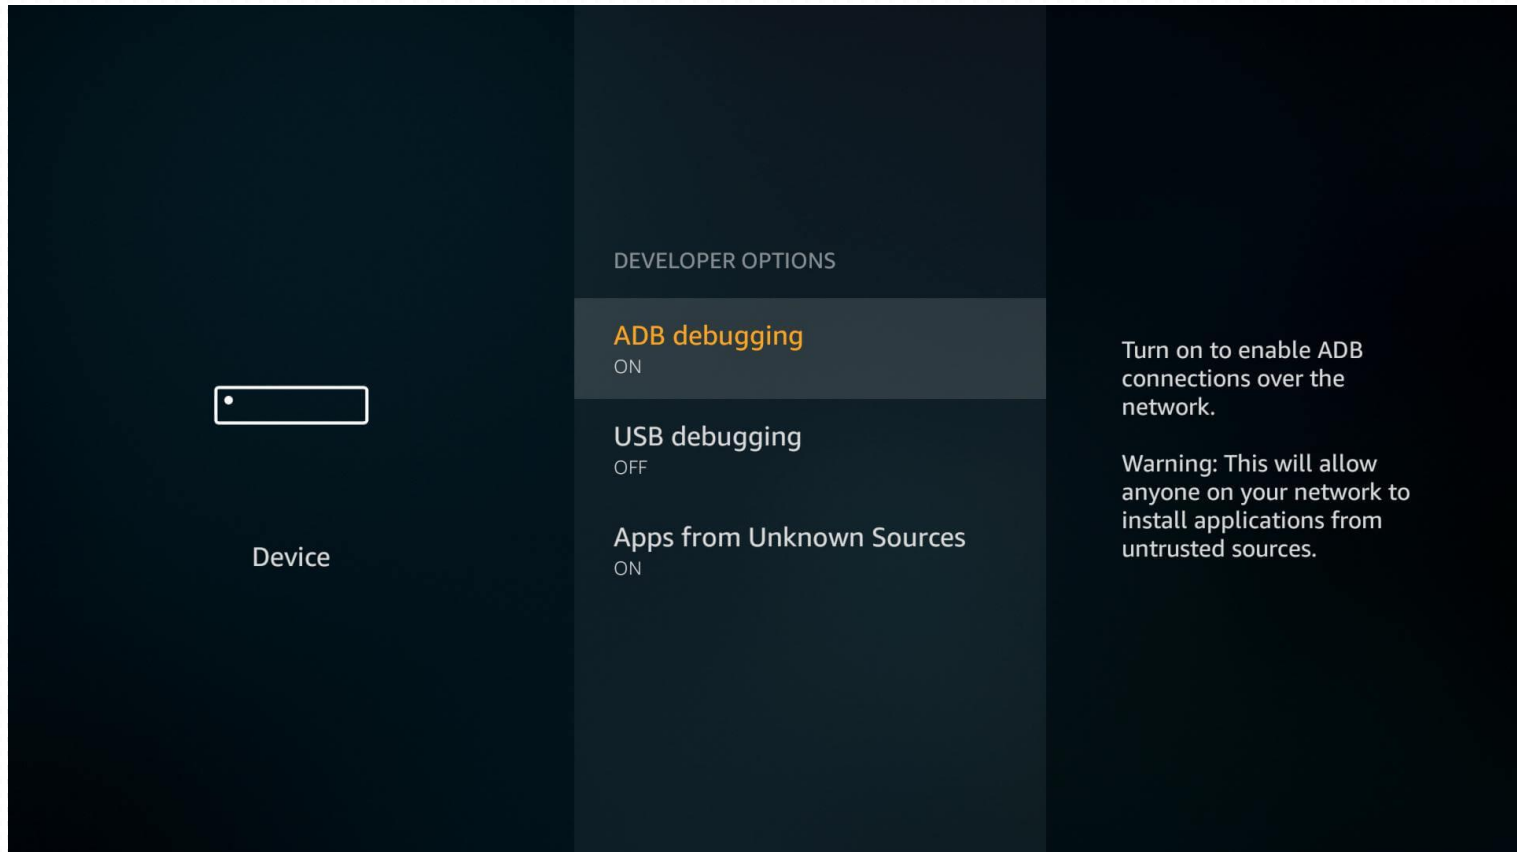 DEVELOPER OPTIONS
ADB debugging
ON
USB debugging
OFF
Apps from Unknown Sources
ON
Device
Turn on to enable ADB
connections over the
network.
Warning: This will allow
anyone on your network to
install applications from
untrusted sources.